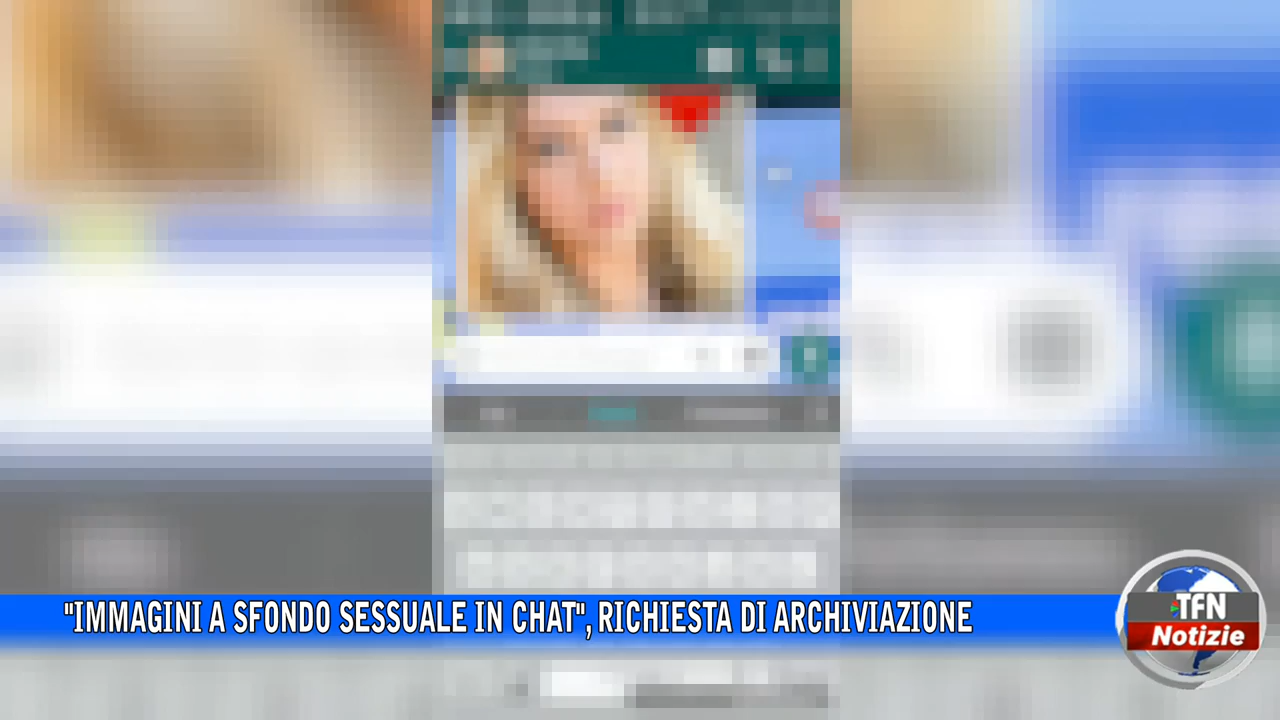 "IMMAGINI A SFONDO SESSUALE IN CHAT", RICHIESTA DI ARCHIVIAZIONE
TFN
Notizie